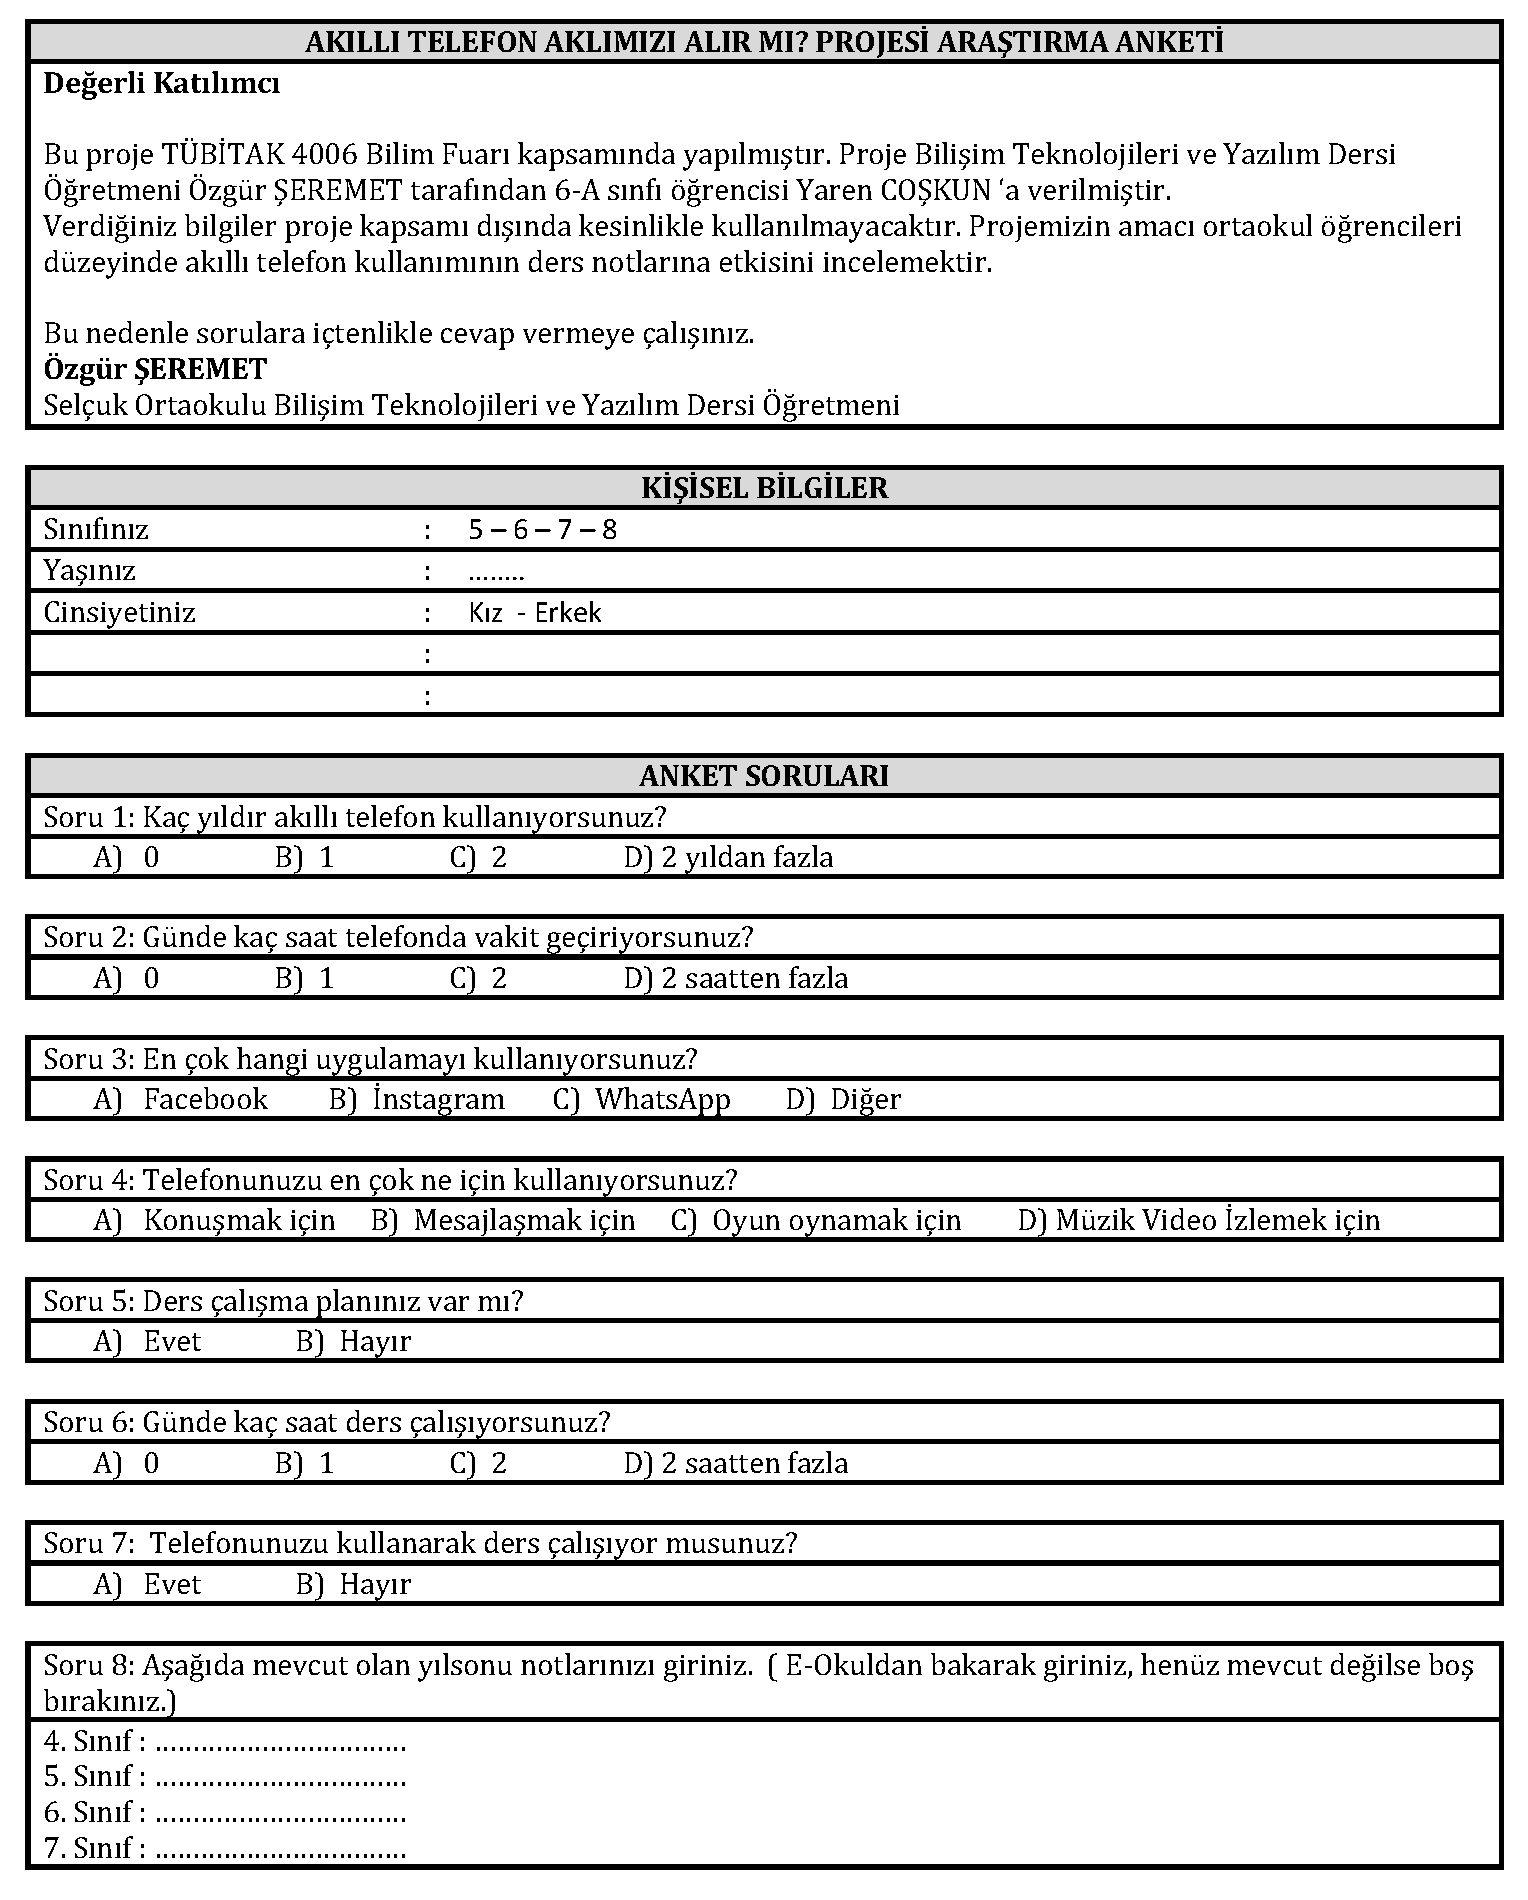 AKILLI TELEFON AKLIMIZI ALIR MI? PROJESİ ARAŞTIRMA ANKETİ
Değerli Katılımcı
Bu proje TÜBİTAK 4006 Bilim Fuarı kapsamında yapılmıştır. Proje Bilişim Teknolojileri ve Yazılım Dersi
Öğretmeni Özgür ŞEREMET tarafından 6-A sınfı öğrencisi Yaren COŞKUN ‘a verilmiştir.
Verdiğiniz bilgiler proje kapsamı dışında kesinlikle kullanılmayacaktır. Projemizin amacı ortaokul öğrencileri
düzeyinde akıllı telefon kullanımının ders notlarına etkisini incelemektir.
Bu nedenle sorulara içtenlikle cevap vermeye çalışınız.
Özgür ŞEREMET
Selçuk Ortaokulu Bilişim Teknolojileri ve Yazılım Dersi Öğretmeni
KİŞİSEL BİLGİLER
Sınıfınız : 5 – 6 – 7 – 8
Yaşınız : ........
Cinsiyetiniz : Kız - Erkek
:
:
ANKET SORULARI
Soru 1: Kaç yıldır akıllı telefon kullanıyorsunuz?
A) 0 B) 1 C) 2 D) 2 yıldan fazla
Soru 2: Günde kaç saat telefonda vakit geçiriyorsunuz?
A) 0 B) 1 C) 2 D) 2 saatten fazla
Soru 3: En çok hangi uygulamayı kullanıyorsunuz?
A) Facebook B) İnstagram C) WhatsApp D) Diğer
Soru 4: Telefonunuzu en çok ne için kullanıyorsunuz?
A) Konuşmak için B) Mesajlaşmak için C) Oyun oynamak için D) Müzik Video İzlemek için
Soru 5: Ders çalışma planınız var mı?
A) Evet B) Hayır
Soru 6: Günde kaç saat ders çalışıyorsunuz?
A) 0 B) 1 C) 2 D) 2 saatten fazla
Soru 7: Telefonunuzu kullanarak ders çalışıyor musunuz?
A) Evet B) Hayır
Soru 8: Aşağıda mevcut olan yılsonu notlarınızı giriniz. ( E-Okuldan bakarak giriniz, henüz mevcut değilse boş
bırakınız.)
4. Sınıf : .................................
5. Sınıf : .................................
6. Sınıf : .................................
7. Sınıf : .................................